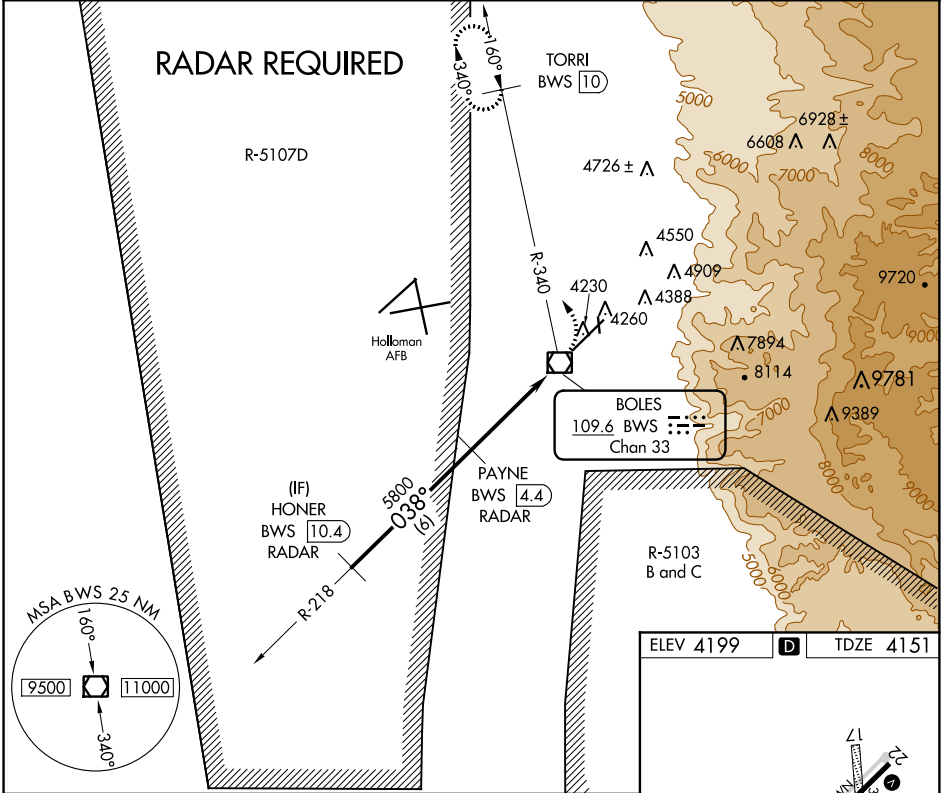 RADAR REQUIRED
160°
340°
TORRI
BWS 10
R-5107D
5000
6928 ±
6608
6000
7000
8000
4726 ±
R-340
4550
4909
4388
4230
4260
9720
9000
Holloman
AFB
7894
8114
9781
9389
7000
8000
9000
BOLES
109.6 BWS
Chan 33
PAYNE
BWS 4.4
RADAR
5800
038°
(6)
(IF)
HONER
BWS 10.4
RADAR
R-218
R-5103
B and C
5000
6000
MSA BWS 25 NM
160°
9500
11000
340°
ELEV 4199
D
TDZE 4151
17
22
V